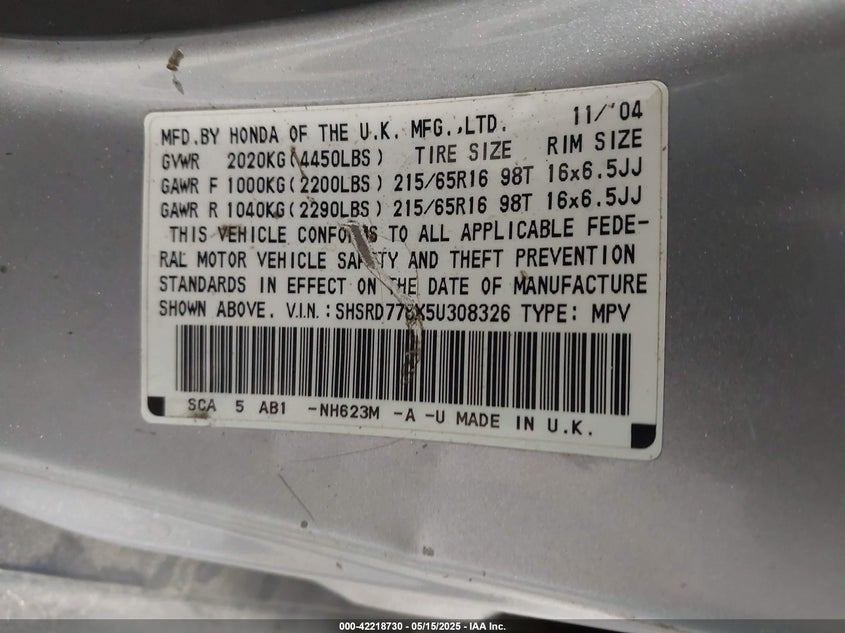 MFD.BY HONDA OF THE U.K. MFG.,LTD. 11/'04
GVWR 2020KG(4450LBS) TIRE SIZE RIM SIZE
GAWR F 1000KG(2200LBS) 215/65R16 98T 16x6.5JJ
GAWR R 1040KG(2290LBS) 215/65R16 98T 16x6.5JJ
THIS VEHICLE CONFORMS TO ALL APPLICABLE FEDE-
RAL MOTOR VEHICLE SAFETY AND THEFT PREVENTION
STANDARDS IN EFFECT ON THE DATE OF MANUFACTURE
SHOWN ABOVE. V.I.N.:SHSRD778X5U308326 TYPE: MPV
SCA 5 AB1 -NH623M -A -U MADE IN U.K.
000-42218730 - 05/15/2025 - IAA Inc.